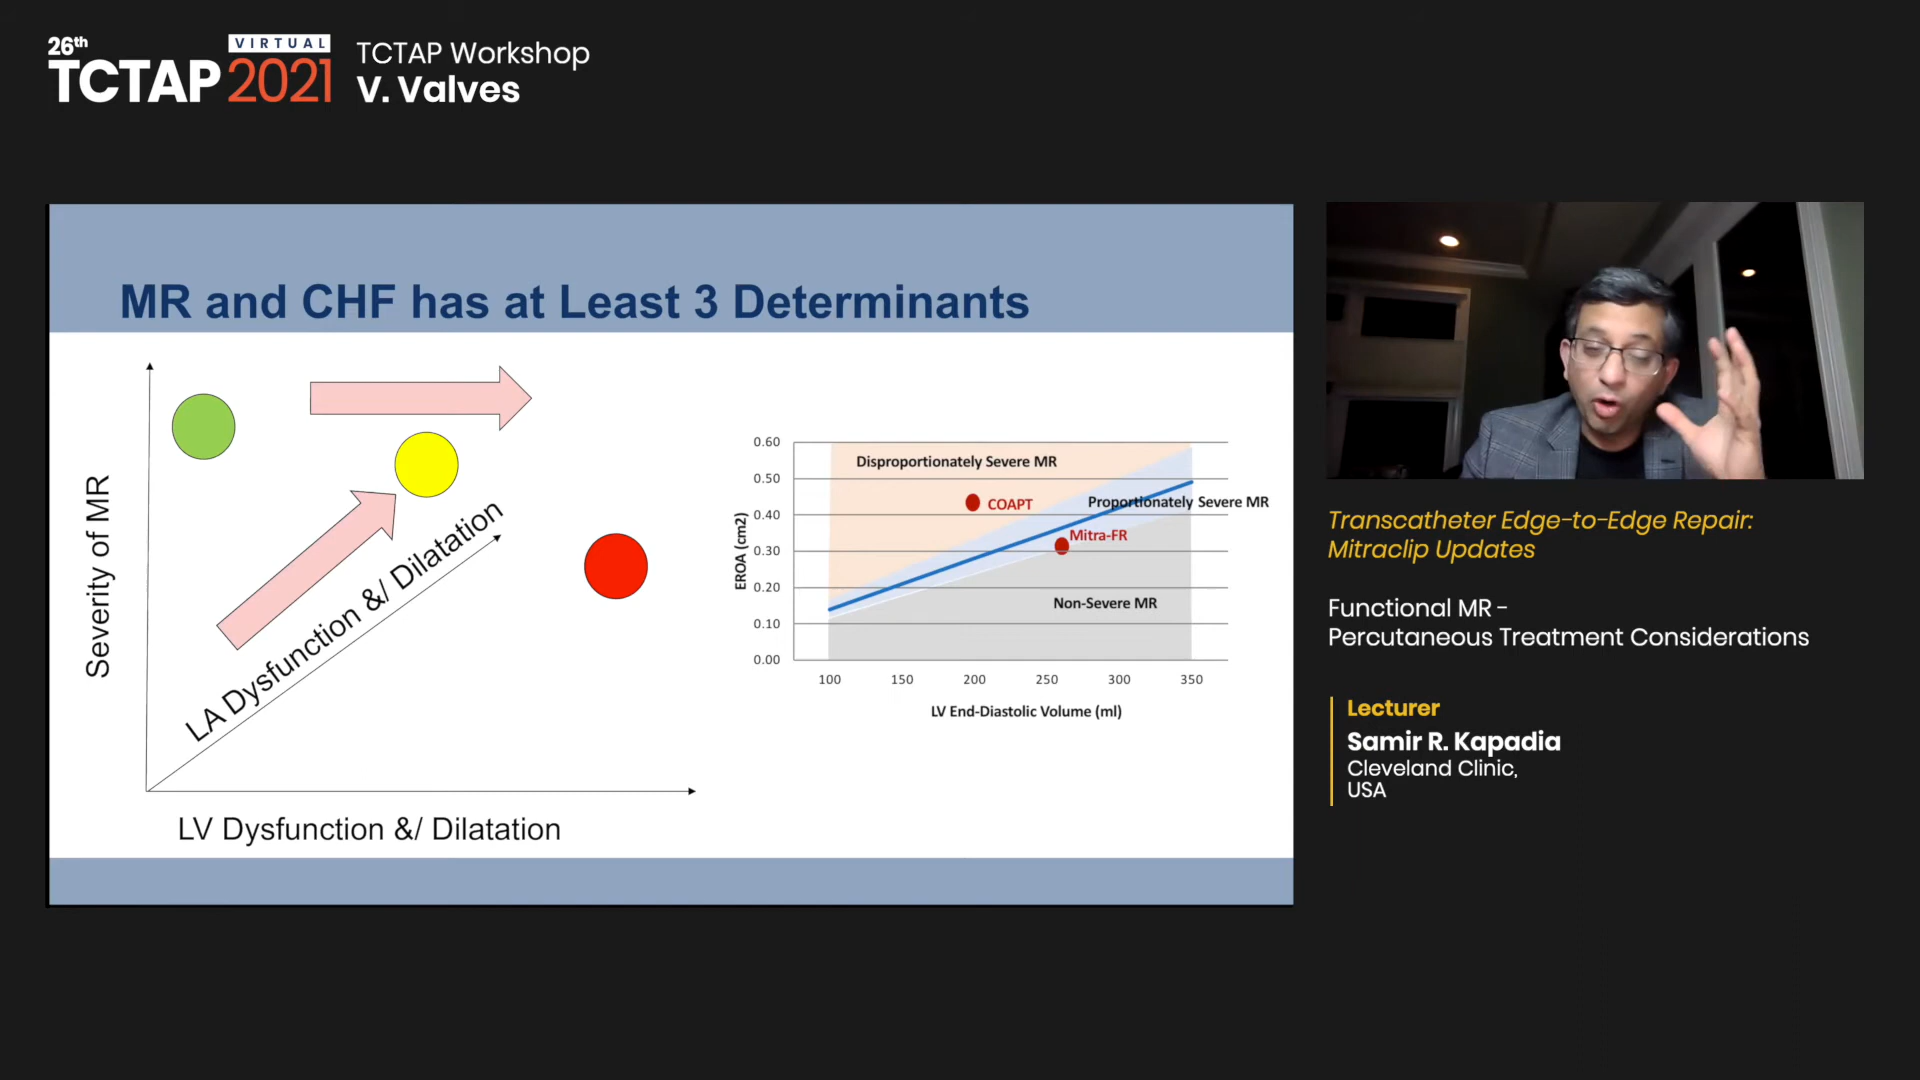 26th
VIRTUAL
TCTAP 2021
TCTAP Workshop
V. Valves
MR and CHF has at Least 3 Determinants
Severity of MR
LA Dysfunction &/ Dilatation
LV Dysfunction &/ Dilatation
0.60
0.50
0.40
0.30
0.20
0.10
0.00
EROA (cm2)
Disproportionately Severe MR
COAPT
Proportionately Severe MR
Mitra-FR
Non-Severe MR
100 150 200 250 300 350
LV End-Diastolic Volume (ml)
Transcatheter Edge-to-Edge Repair:
Mitraclip Updates
Functional MR -
Percutaneous Treatment Considerations
Lecturer
Samir R. Kapadia
Cleveland Clinic,
USA